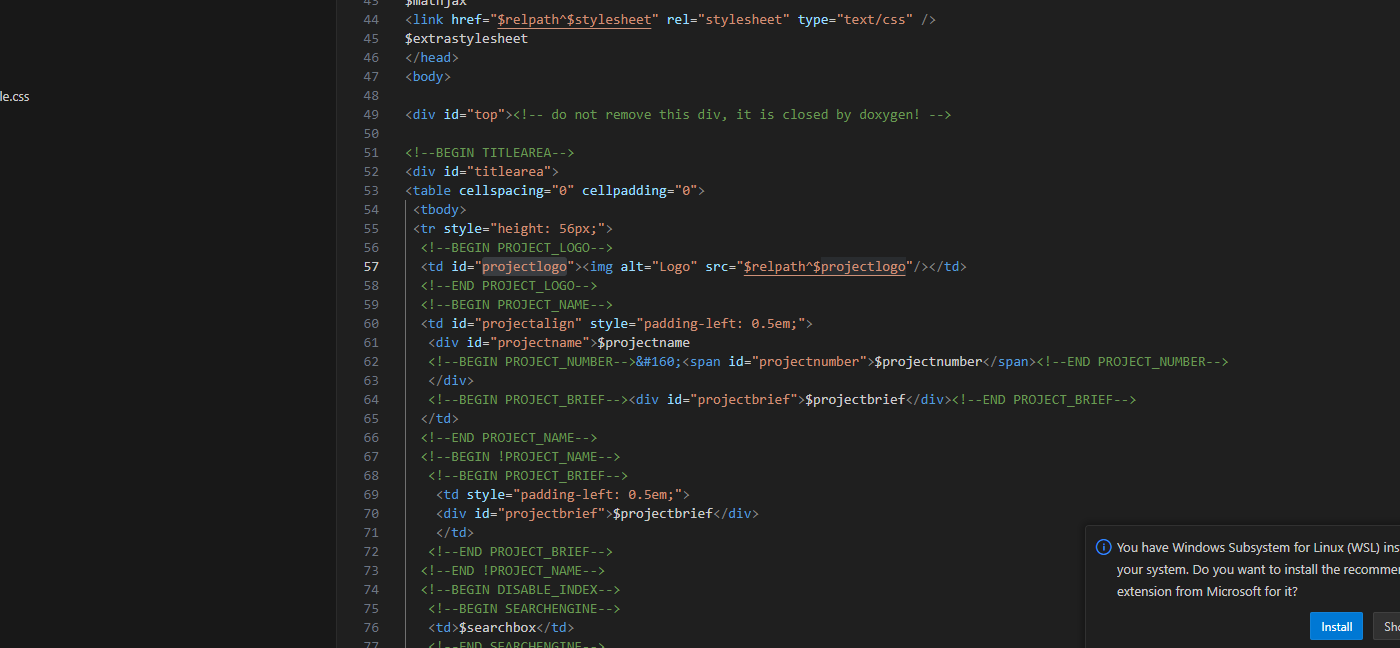 43 $mathjax
44 <link href="$relpath^$stylesheet" rel="stylesheet" type="text/css" />
45 $extrastylesheet
46 </head>
47 <body>
le.css
48
49 <div id="top"><!-- do not remove this div, it is closed by doxygen! -->
50
51 <!--BEGIN TITLEAREA-->
52 <div id="titlearea">
53 <table cellspacing="0" cellpadding="0">
54 <tbody>
55 <tr style="height: 56px;">
56 <!--BEGIN PROJECT_LOGO-->
57 <td id="projectlogo"><img alt="Logo" src="$relpath^$projectlogo"/></td>
58 <!--END PROJECT_LOGO-->
59 <!--BEGIN PROJECT_NAME-->
60 <td id="projectalign" style="padding-left: 0.5em;">
61 <div id="projectname">$projectname
62 <!--BEGIN PROJECT_NUMBER-->&#160;<span id="projectnumber">$projectnumber</span><!--END PROJECT_NUMBER-->
63 </div>
64 <!--BEGIN PROJECT_BRIEF--><div id="projectbrief">$projectbrief</div><!--END PROJECT_BRIEF-->
65 </td>
66 <!--END PROJECT_NAME-->
67 <!--BEGIN !PROJECT_NAME-->
68 <!--BEGIN PROJECT_BRIEF-->
69 <td style="padding-left: 0.5em;">
70 <div id="projectbrief">$projectbrief</div>
71 </td>
72 <!--END PROJECT_BRIEF-->
73 <!--END !PROJECT_NAME-->
74 <!--BEGIN DISABLE_INDEX-->
75 <!--BEGIN SEARCHENGINE-->
76 <td>$searchbox</td>
77 <!--END SEARCHENGINE-->
You have Windows Subsystem for Linux (WSL) ins
your system. Do you want to install the recomme
extension from Microsoft for it?
Install Sho